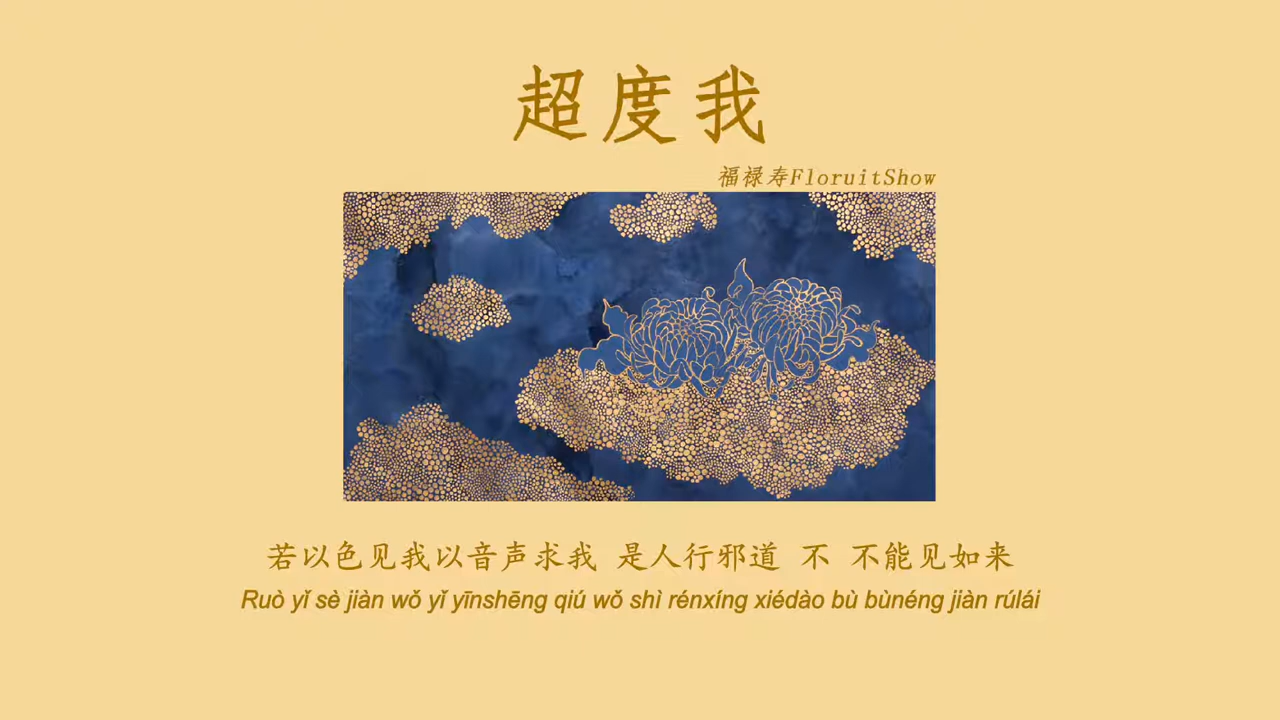 超度我
福禄寿FloruitShow
若以色见我以音声求我 是人行邪道 不 不能见如来
Ruò yǐ sè jiàn wǒ yǐ yīnshēng qiú wǒ shì rénxíng xiédào bù bùnéng jiàn rúlái